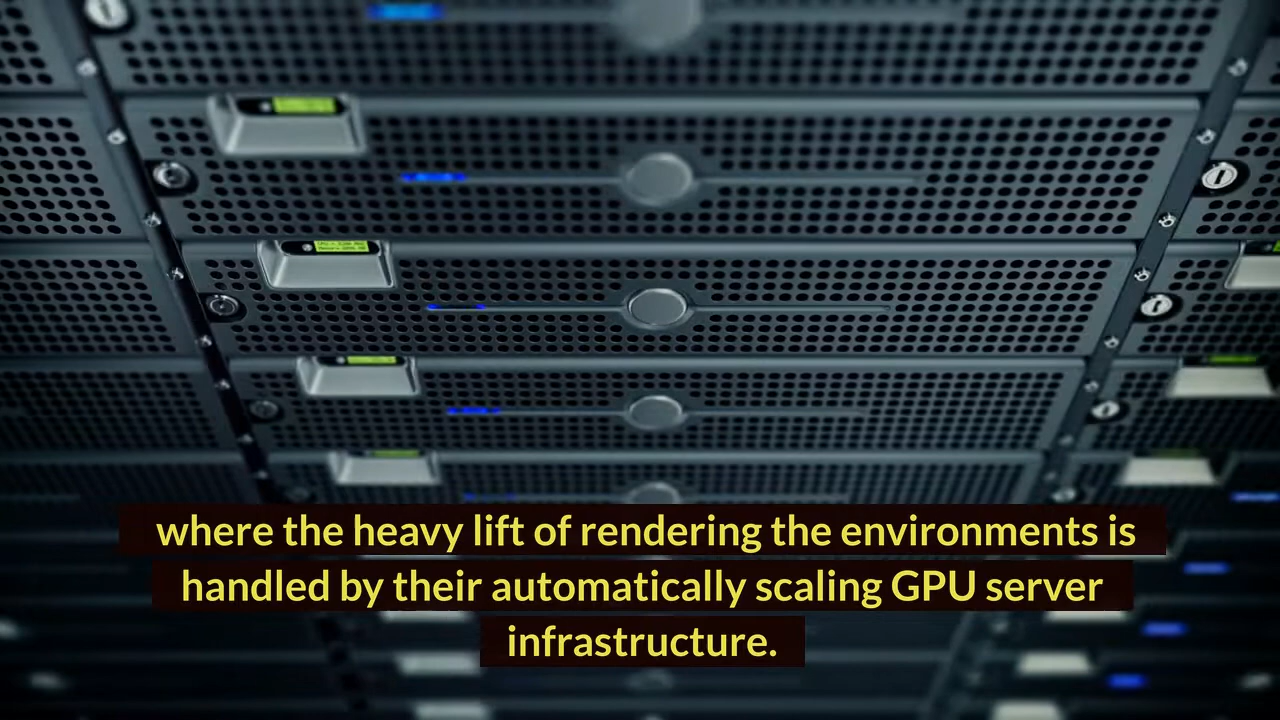 where the heavy lift of rendering the environments is
handled by their automatically scaling GPU server
infrastructure.